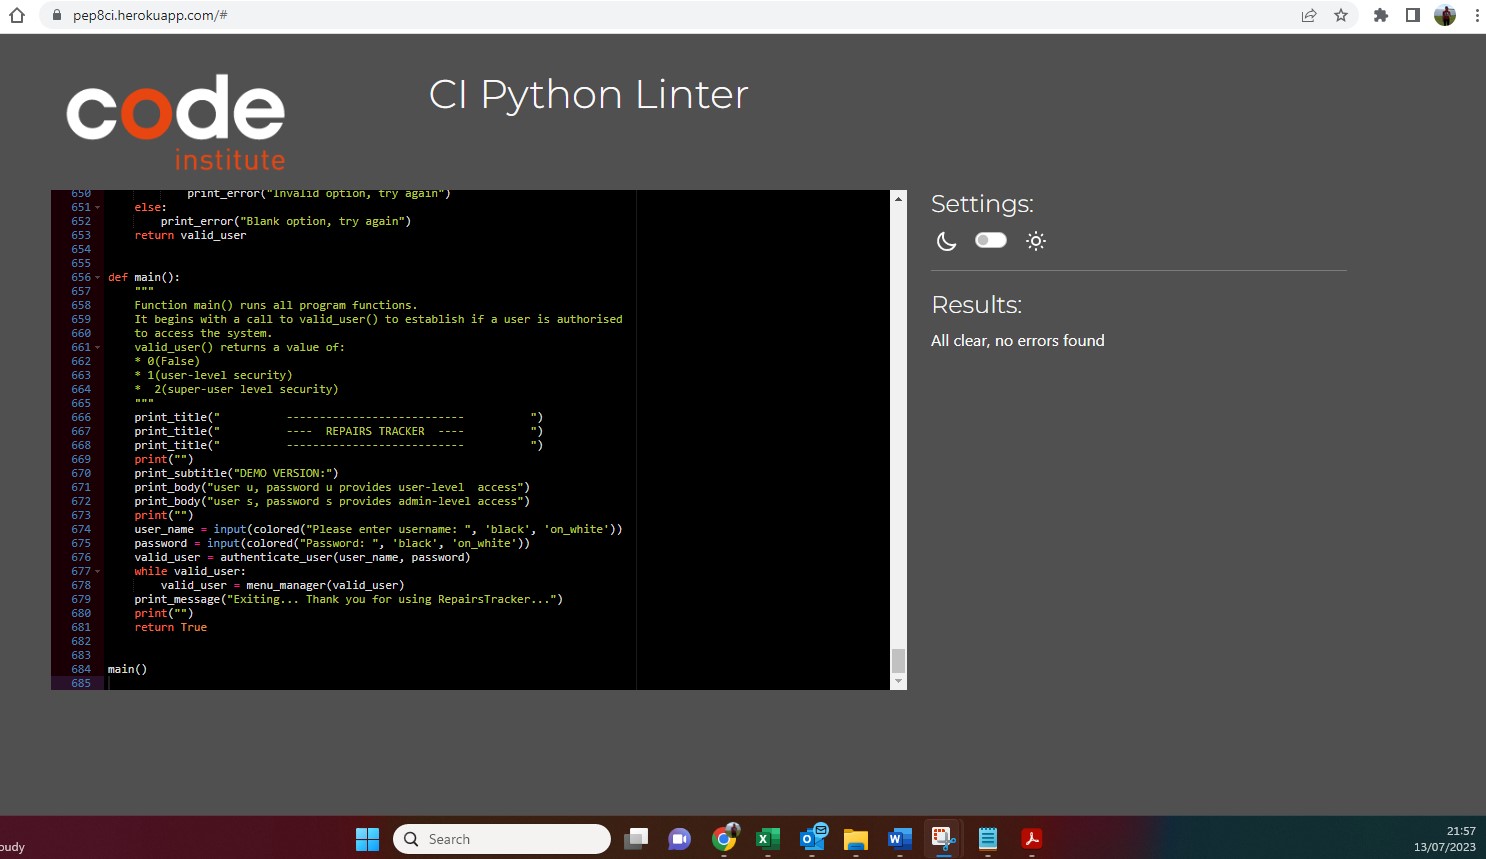 pep8ci.herokuapp.com/#
code
institute
CI Python Linter
650 print_error("Invalid option, try again")
651 else:
652 print_error("Blank option, try again")
653 return valid_user
654
655
656 def main():
657 """
658 Function main() runs all program functions.
659 It begins with a call to valid_user() to establish if a user is authorised
660 to access the system.
661 valid_user() returns a value of:
662 * 0(False)
663 * 1(user-level security)
664 *  2(super-user level security)
665 """
666 print_title("          ---------------------------          ")
667 print_title("          ----  REPAIRS TRACKER  ----          ")
668 print_title("          ---------------------------          ")
669 print("")
670 print_subtitle("DEMO VERSION:")
671 print_body("user u, password u provides user-level  access")
672 print_body("user s, password s provides admin-level access")
673 print("")
674 user_name = input(colored("Please enter username: ", 'black', 'on_white'))
675 password = input(colored("Password: ", 'black', 'on_white'))
676 valid_user = authenticate_user(user_name, password)
677 while valid_user:
678 valid_user = menu_manager(valid_user)
679 print_message("Exiting... Thank you for using RepairsTracker...")
680 print("")
681 return True
682
683
684 main()
685
Settings:
Results:
All clear, no errors found
oudy
Search
21:57
13/07/2023